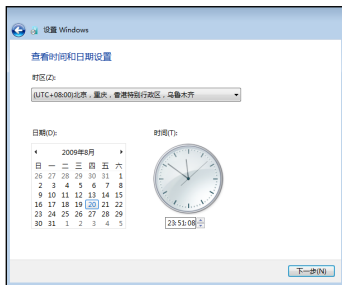 设置 Windows
查看时间和日期设置
时区(Z):
(UTC+08:00)北京，重庆，香港特别行政区，乌鲁木齐
日期(D):
时间(T):
2009年8月
日 一 二 三 四 五 六
26 27 28 29 30 31 1
2 3 4 5 6 7 8
9 10 11 12 13 14 15
16 17 18 19 20 21 22
23 24 25 26 27 28 29
30 31 1 2 3 4 5
23:51:08
下一步(N)